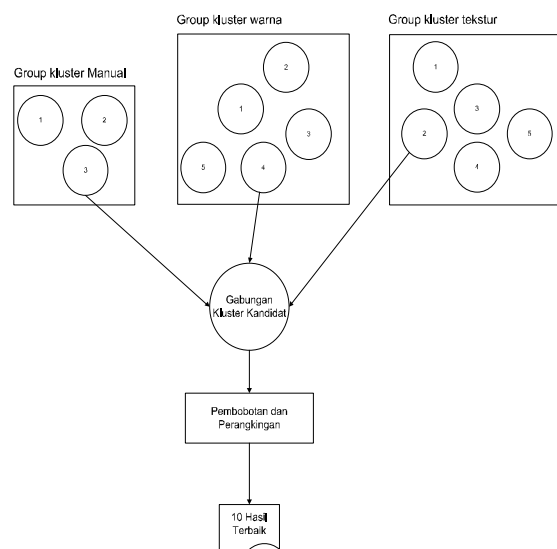 Group kluster warna
Group kluster tekstur
Group kluster Manual
1
2
3
2
1
3
5
4
1
3
2
5
4
Gabungan
Kluster Kandidat
Pembobotan dan
Perangkingan
10 Hasil
Terbaik